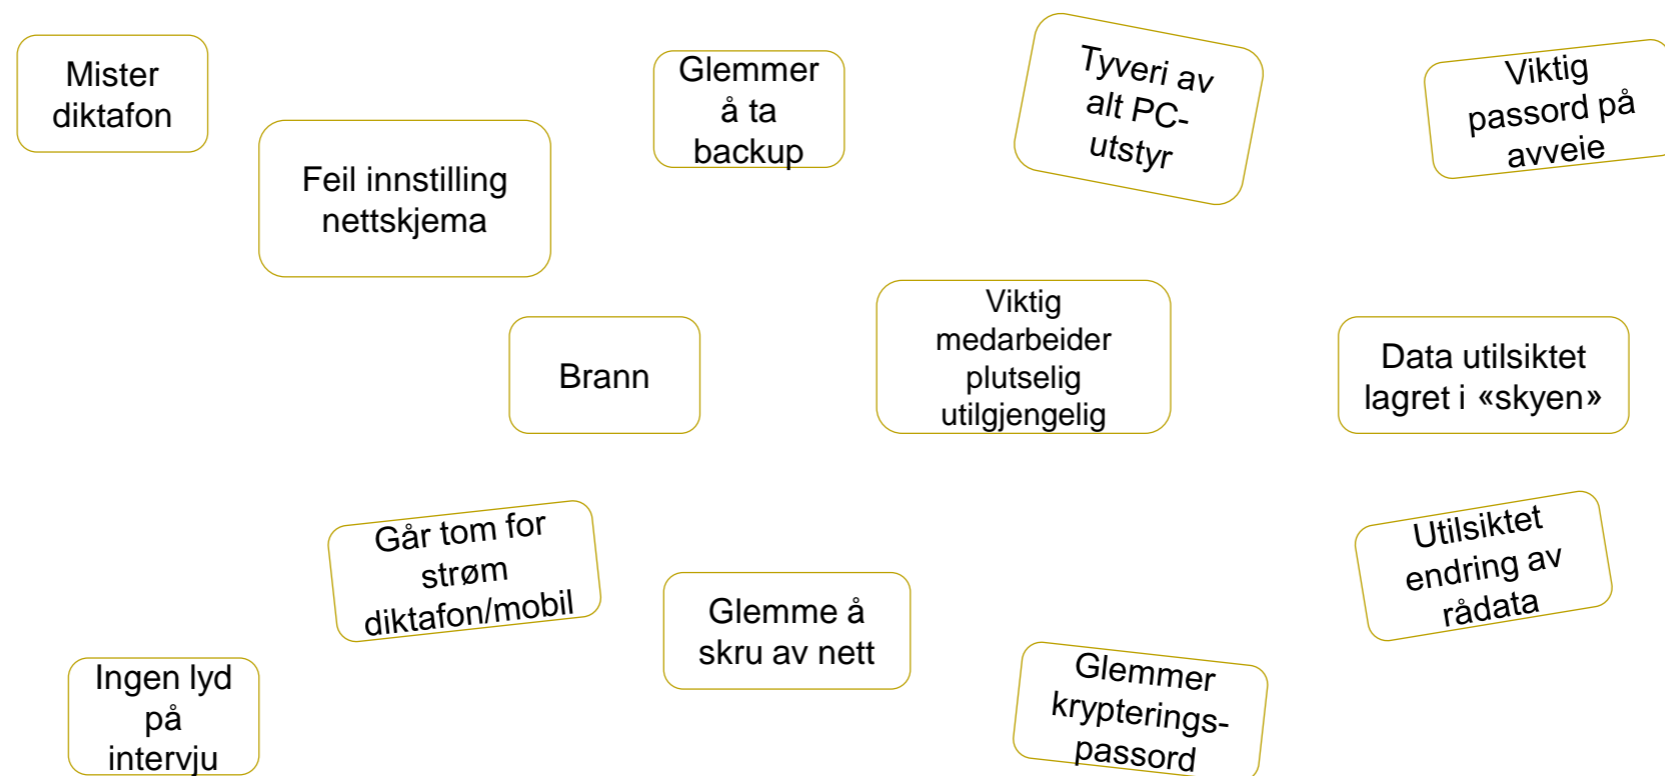 Mister
diktafon
Feil innstilling
nettskjema
Glemmer
å ta
backup
Tyveri av
alt PC-
utstyr
Viktig
passord på
avveie
Brann
Viktig
medarbeider
plutselig
utilgjengelig
Data utilsiktet
lagret i «skyen»
Går tom for
strøm
diktafon/mobil
Glemme å
skru av nett
Utilsiktet
endring av
rådata
Ingen lyd
på
intervju
Glemmer
krypterings-
passord